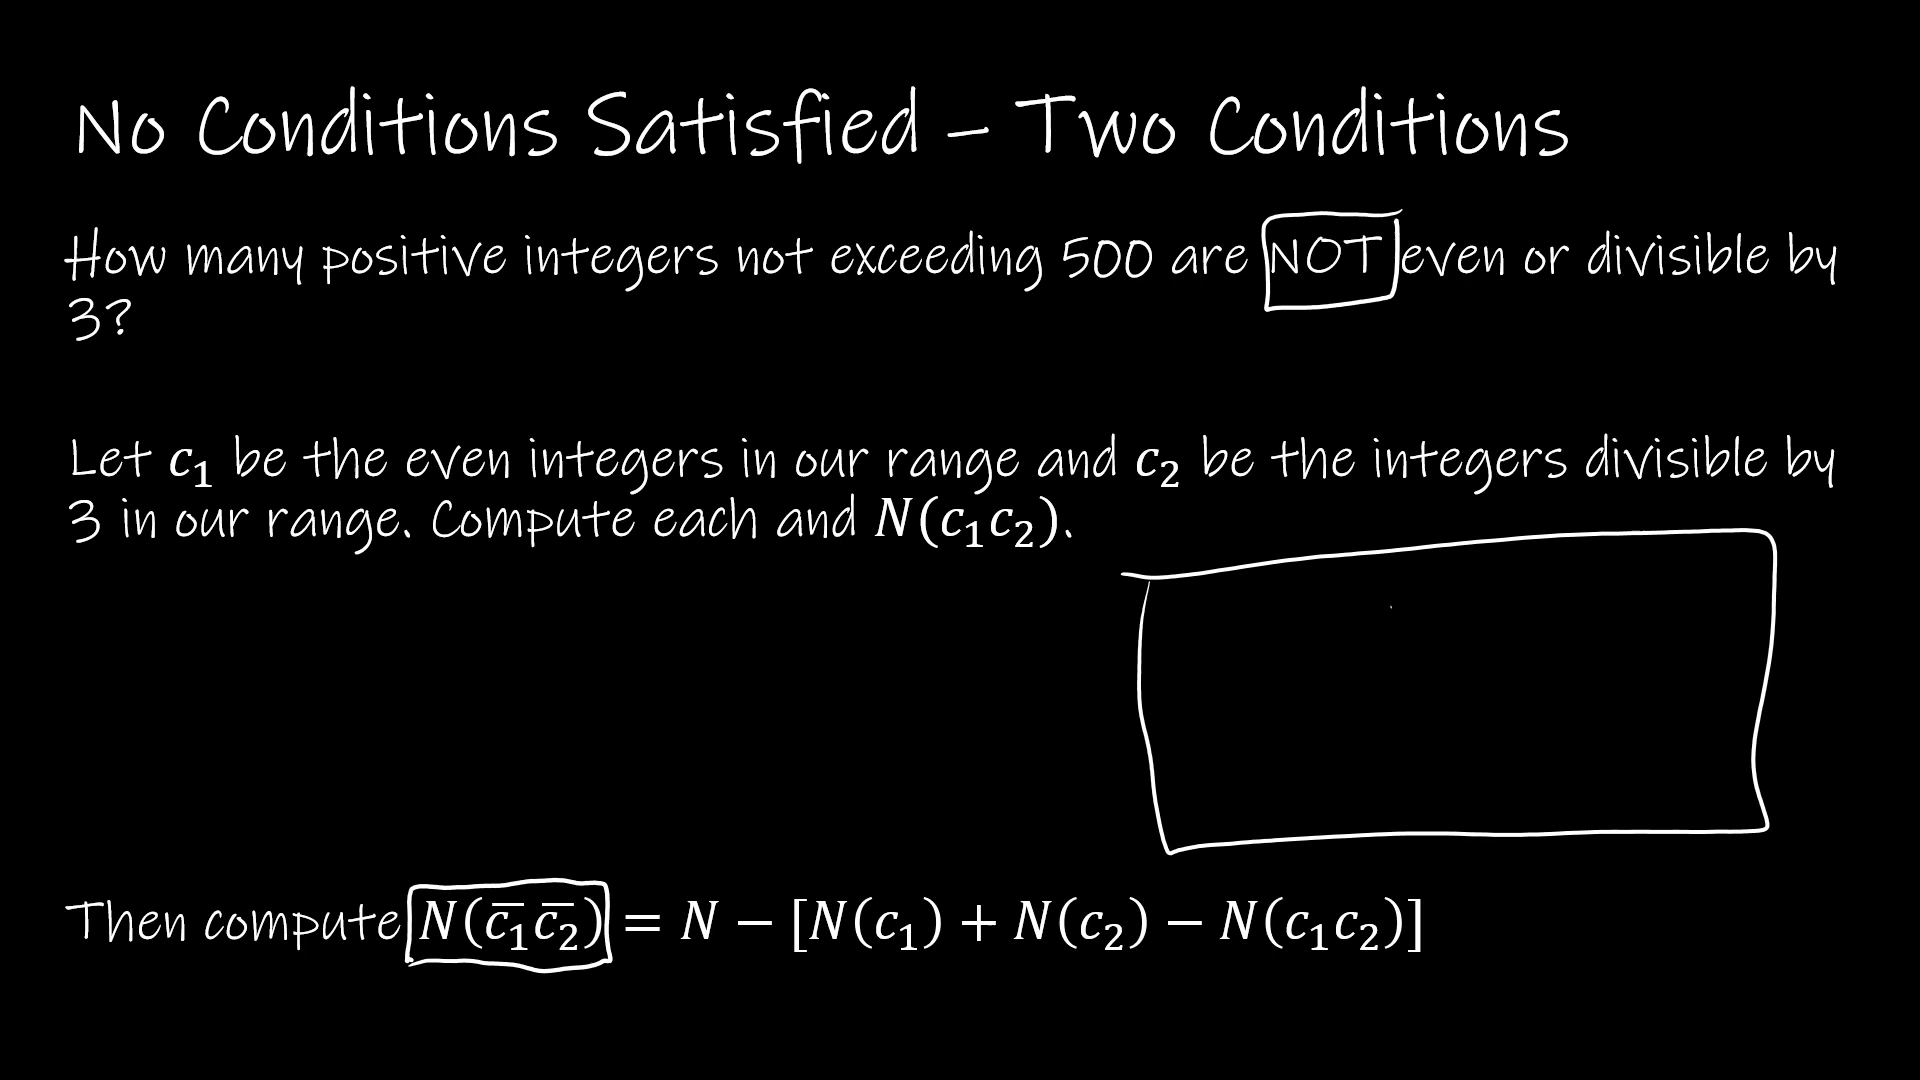 No Conditions Satisfied – Two Conditions
How many positive integers not exceeding 500 are NOT even or divisible by
3?
Let c₁ be the even integers in our range and c₂ be the integers divisible by
3 in our range. Compute each and N(c₁c₂).
Then compute N(c̅₁c̅₂) = N − [N(c₁) + N(c₂) − N(c₁c₂)]